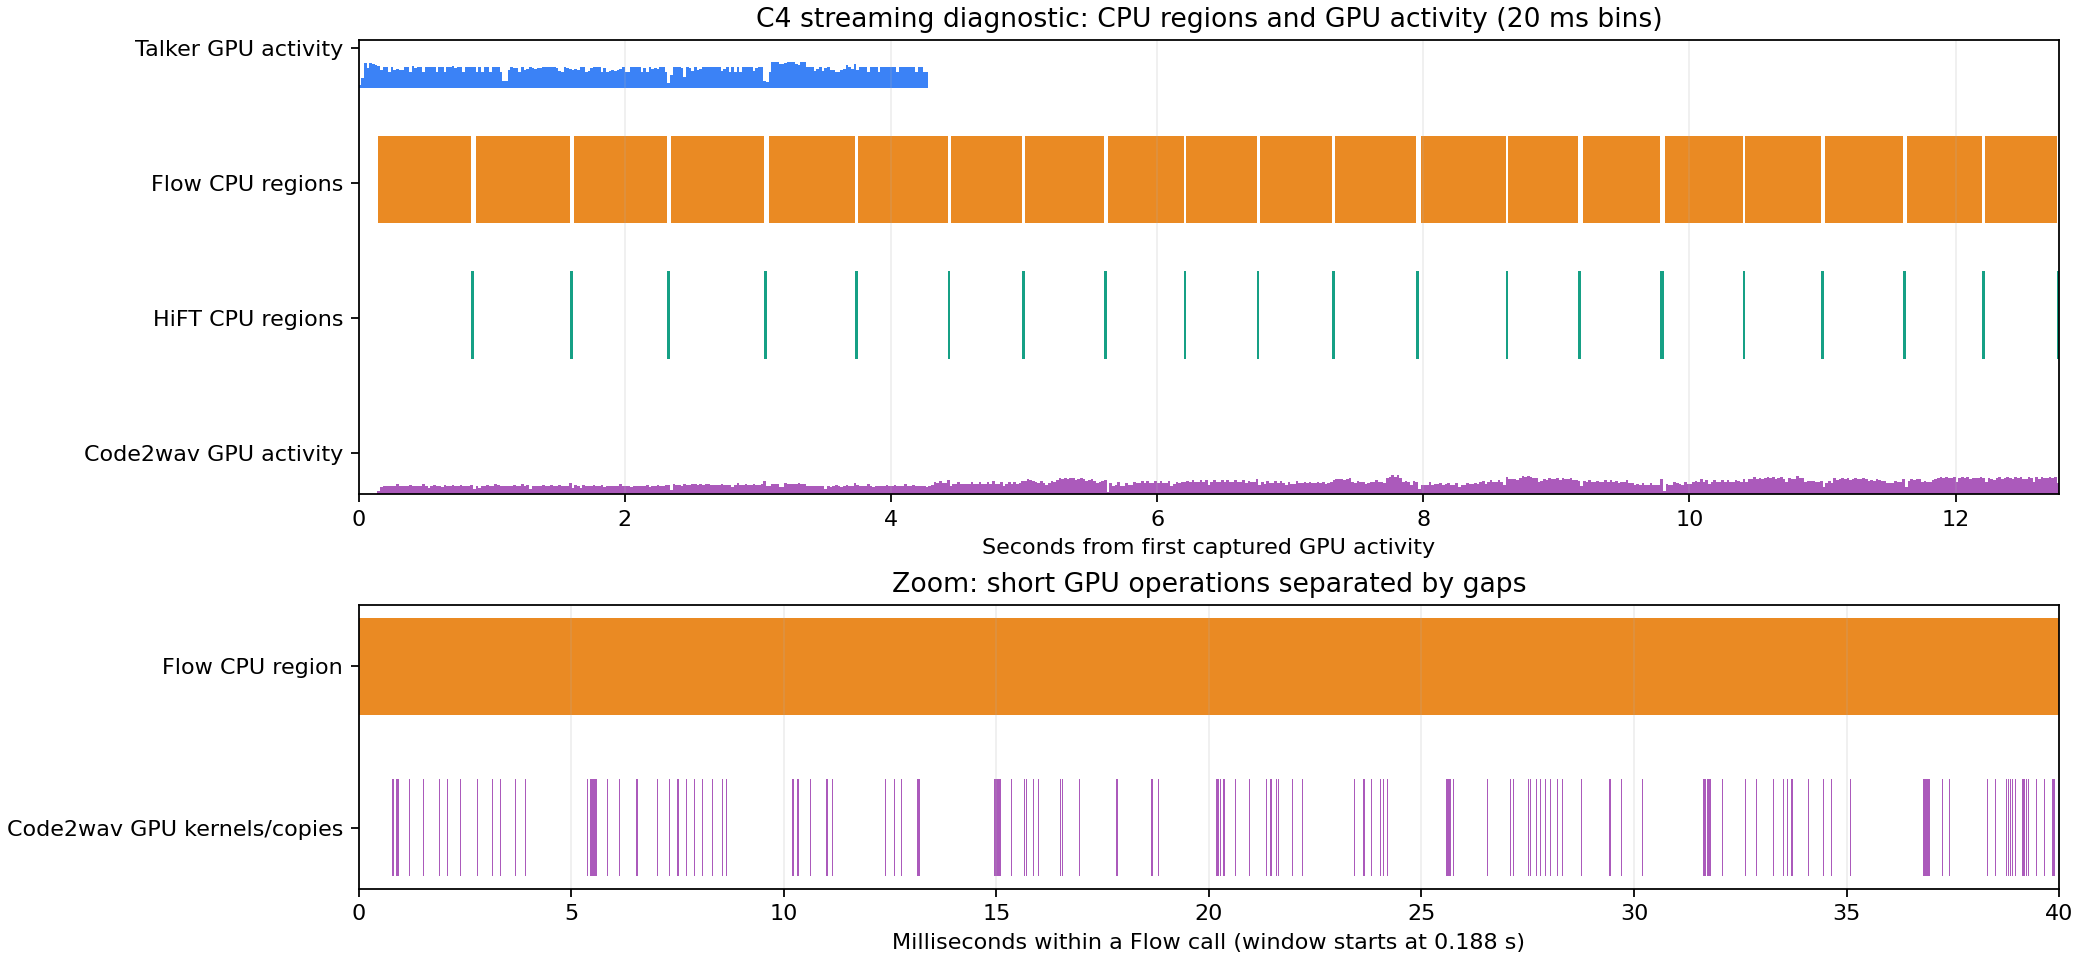 C4 streaming diagnostic: CPU regions and GPU activity (20 ms bins)
Talker GPU activity
Flow CPU regions
HiFT CPU regions
Code2wav GPU activity
0 2 4 6 8 10 12
Seconds from first captured GPU activity
Zoom: short GPU operations separated by gaps
Flow CPU region
Code2wav GPU kernels/copies
0 5 10 15 20 25 30 35 40
Milliseconds within a Flow call (window starts at 0.188 s)